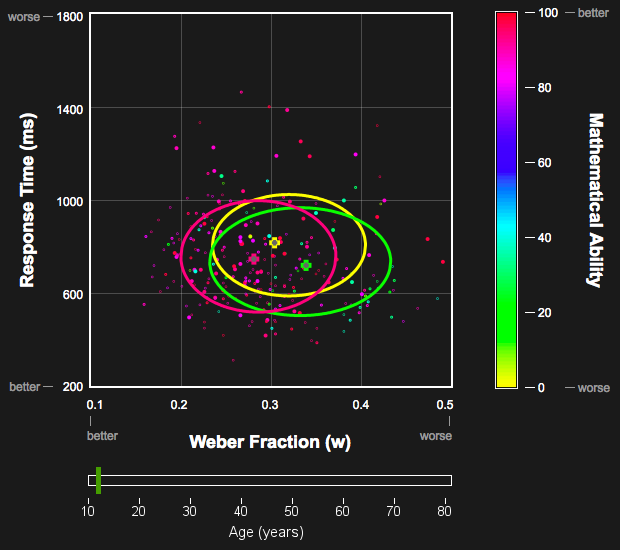 worse
1800
1400
1000
600
better
200
Response Time (ms)
0.1 0.2 0.3 0.4 0.5
better worse
Weber Fraction (w)
100 better
80
60
40
20
0 worse
Mathematical Ability
10 20 30 40 50 60 70 80
Age (years)